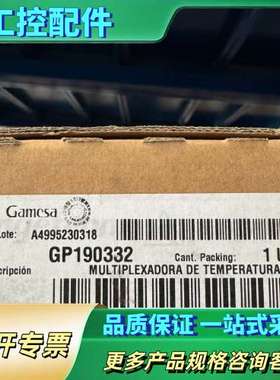 工控配件
Gamesa
Lote: A4995230318
GP190332 Cant. Packing: 1 U
cripción MULTIPLEXADORA DE TEMPERATURA
品质保证 一站式采
开专票
更多产品规格咨询客